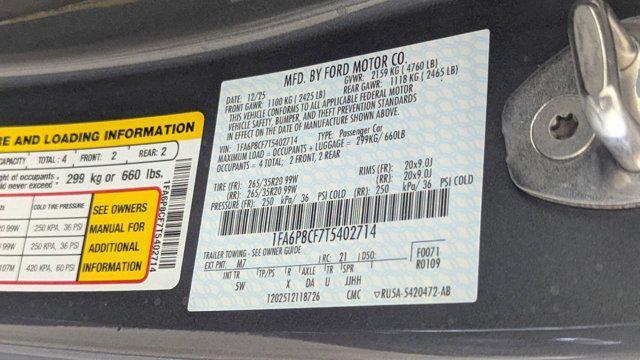 E AND LOADING INFORMATION
CAPACITY TOTAL: 4 FRONT: 2 REAR: 2
occupants and
never exceed: 299 kg or 660 lbs.
SIZE COLD TIRE PRESSURE
20 99W 250 KPA, 36 PSI
99W 250 KPA, 36 PSI
107M 420 KPA, 60 PSI
SEE OWNERS
MANUAL FOR
ADDITIONAL
INFORMATION
1FA6P8CF7T5402714
MFD. BY FORD MOTOR CO.
12/25 GVWR: 2159 KG ( 4760 LB)
FRONT GAWR: 1100 KG ( 2425 LB) REAR GAWR: 1118 KG ( 2465 LB)
THIS VEHICLE CONFORMS TO ALL APPLICABLE FEDERAL MOTOR
VEHICLE SAFETY, BUMPER, AND THEFT PREVENTION STANDARDS
IN EFFECT ON THE DATE OF MANUFACTURE SHOWN ABOVE.
VIN: 1FA6P8CF7T5402714 TYPE: Passenger Car
MAXIMUM LOAD = OCCUPANTS + LUGGAGE = 299KG/ 660LB
OCCUPANTS = 4 TOTAL: 2 FRONT, 2 REAR
TIRE (FR): 265/35R20 99W RIMS (FR): 20x9.0J
(RR): 265/35R20 99W (RR): 20x9.0J
PRESSURE (FR): 250 kPa/ 36 PSI COLD (RR): 250 kPa/ 36 PSI COLD
1FA6P8CF7T5402714
TRAILER TOWING - SEE OWNER GUIDE
EXT PNT: M7 RC: 21 DSO: F0071
R0109
INT TR TP/PS R AXLE TR SPR
5W X U JJHH
DA
1202512118726 CMC RU5A-5420472-AB